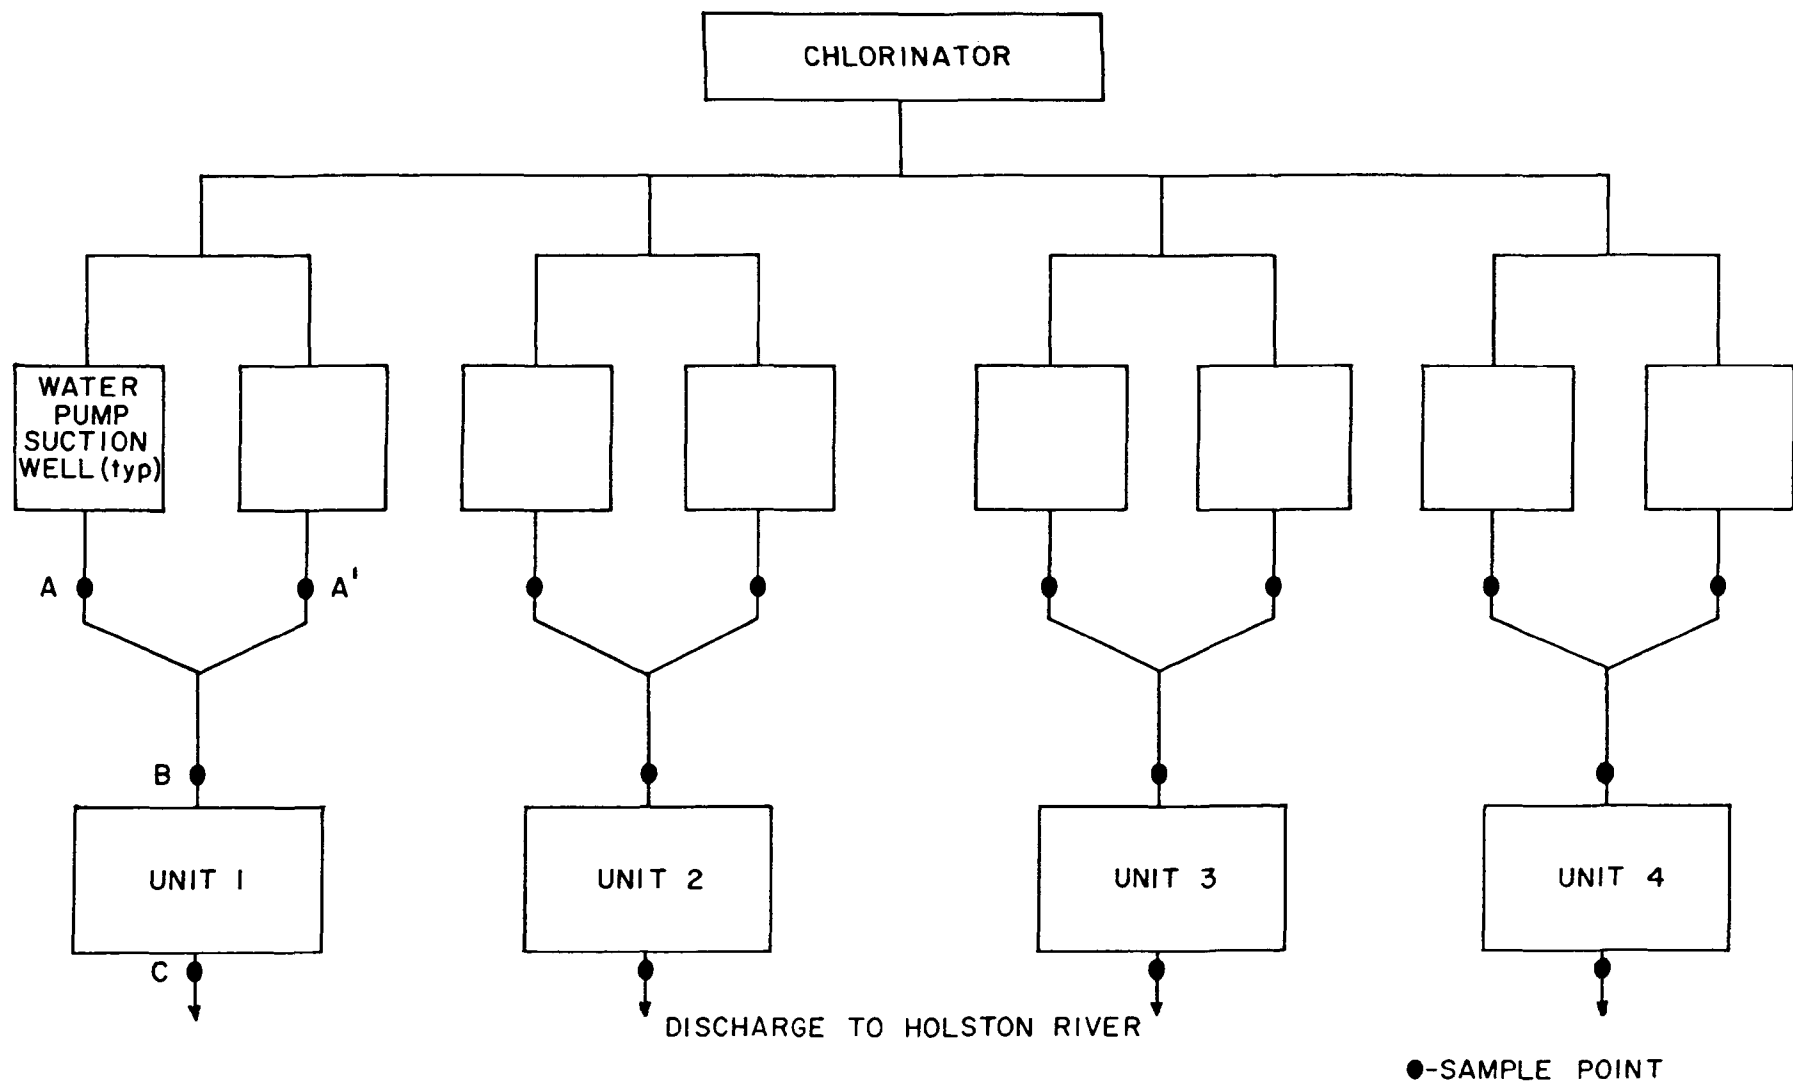 CHLORINATOR
WATER
PUMP
SUCTION
WELL (typ)
A
A'
B
UNIT 1
UNIT 2
UNIT 3
UNIT 4
C
DISCHARGE TO HOLSTON RIVER
●-SAMPLE POINT